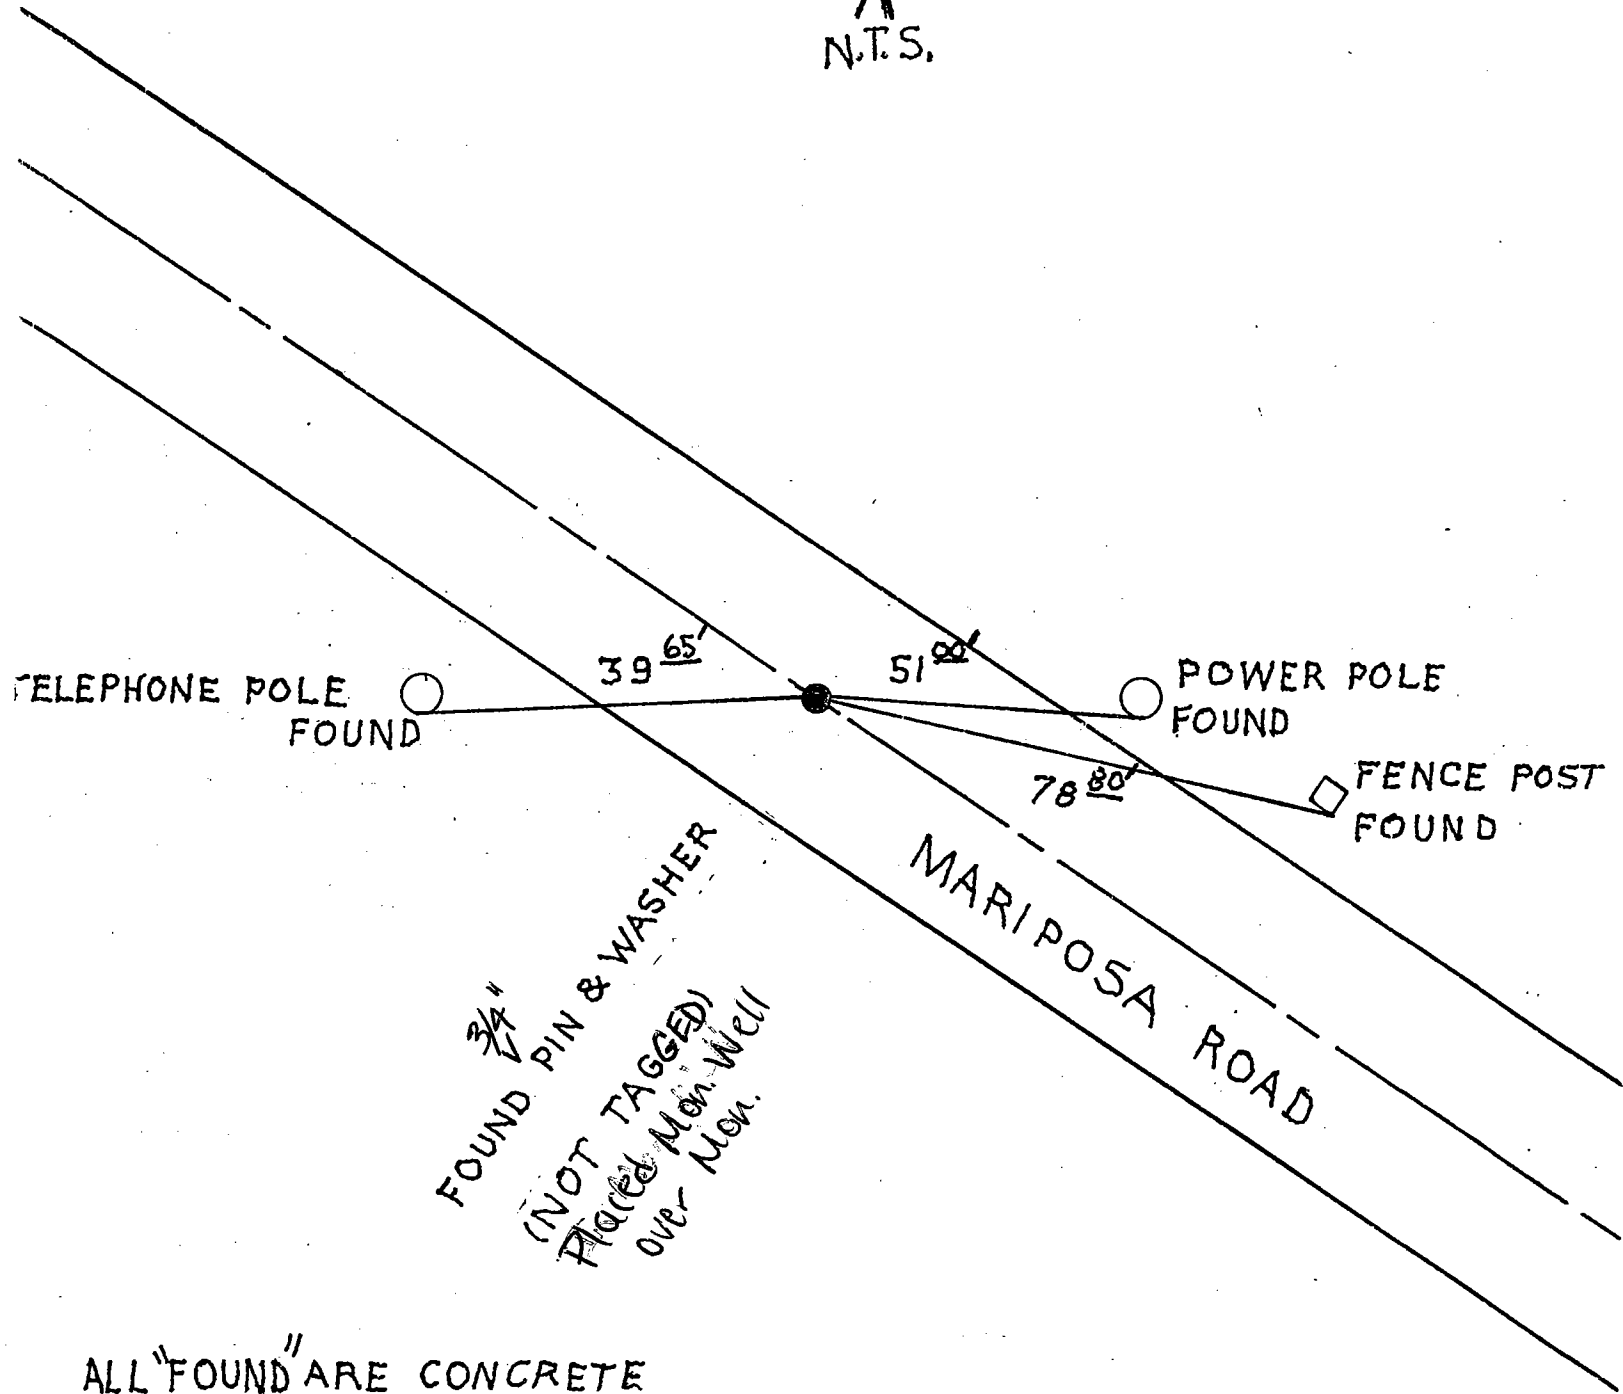 N.T.S.
39 65'
51 00'
TELEPHONE POLE
FOUND
POWER POLE
FOUND
78 80'
FENCE POST
FOUND
MARIPOSA ROAD
3/4"
FOUND PIN & WASHER
(NOT TAGGED)
Placed Mon. Well
over Mon.
ALL "FOUND" ARE CONCRETE